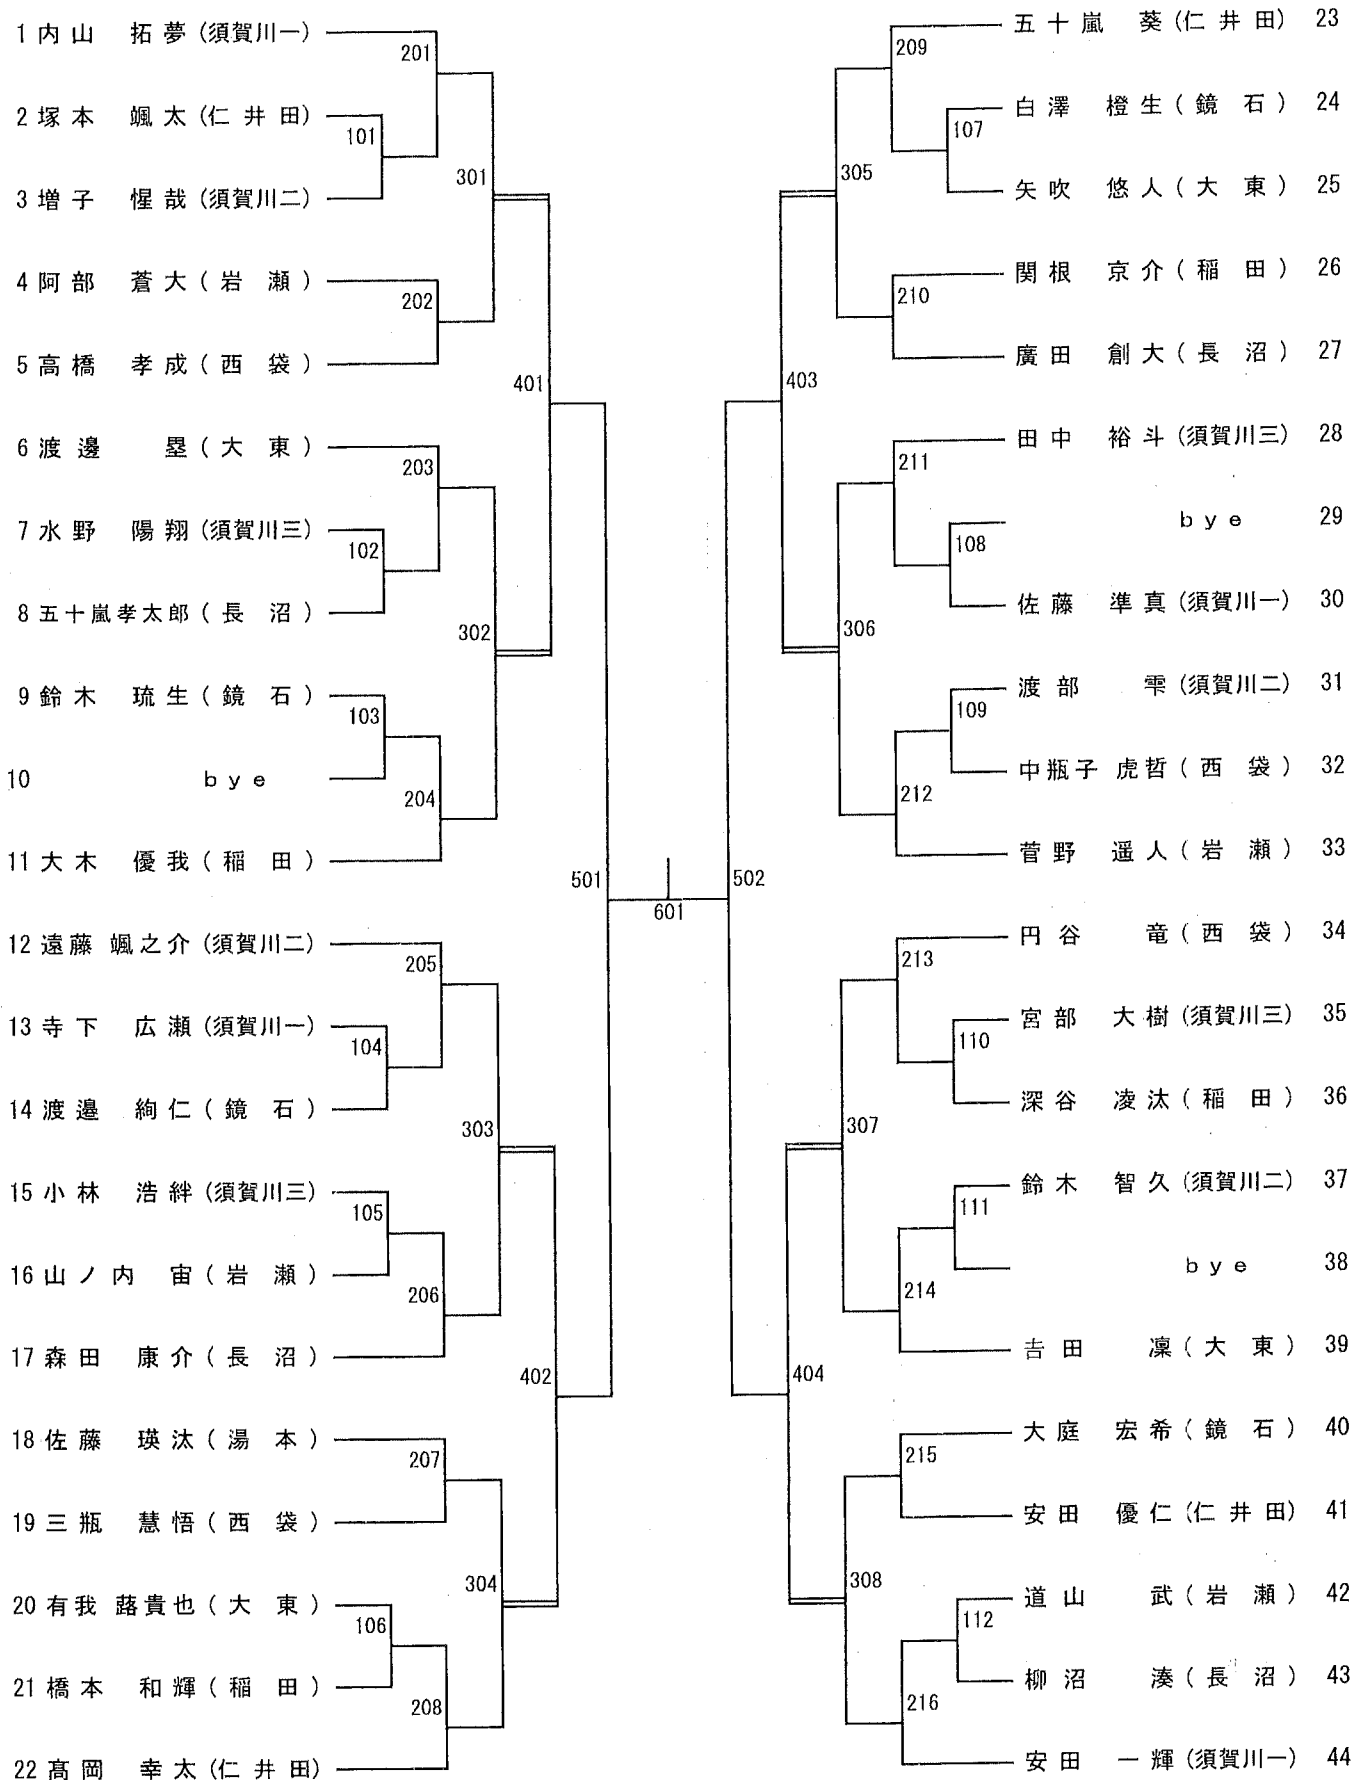 1 内山 拓夢 (須賀川一)
201
2 塚本 颯太 (仁井田)
101
3 増子 惺哉 (須賀川二)
301
4 阿部 蒼大 (岩瀬)
202
5 高橋 孝成 (西袋)
401
6 渡邊 塁 (大東)
203
7 水野 陽翔 (須賀川三)
102
8 五十嵐孝太郎 (長沼)
302
9 鈴木 琉生 (鏡石)
103
10 bye
204
11 大木 優我 (稲田)
501
12 遠藤 颯之介 (須賀川二)
205
13 寺下 広瀬 (須賀川一)
104
14 渡邉 絢仁 (鏡石)
303
15 小林 浩絆 (須賀川三)
105
16 山ノ内 宙 (岩瀬)
206
17 森田 康介 (長沼)
402
18 佐藤 瑛汰 (湯本)
207
19 三瓶 慧悟 (西袋)
304
20 有我 蕗貴也 (大東)
106
21 橋本 和輝 (稲田)
208
22 髙岡 幸太 (仁井田)
601
五十嵐 葵 (仁井田) 23
209
白澤 橙生 (鏡石) 24
107
305
矢吹 悠人 (大東) 25
関根 京介 (稲田) 26
210
廣田 創大 (長沼) 27
403
田中 裕斗 (須賀川三) 28
211
bye 29
108
佐藤 準真 (須賀川一) 30
306
渡部 雫 (須賀川二) 31
109
中瓶子 虎哲 (西袋) 32
212
菅野 遥人 (岩瀬) 33
502
円谷 竜 (西袋) 34
213
宮部 大樹 (須賀川三) 35
110
深谷 凌汰 (稲田) 36
307
鈴木 智久 (須賀川二) 37
111
bye 38
214
吉田 凜 (大東) 39
404
大庭 宏希 (鏡石) 40
215
安田 優仁 (仁井田) 41
308
道山 武 (岩瀬) 42
112
柳沼 湊 (長沼) 43
216
安田 一輝 (須賀川一) 44